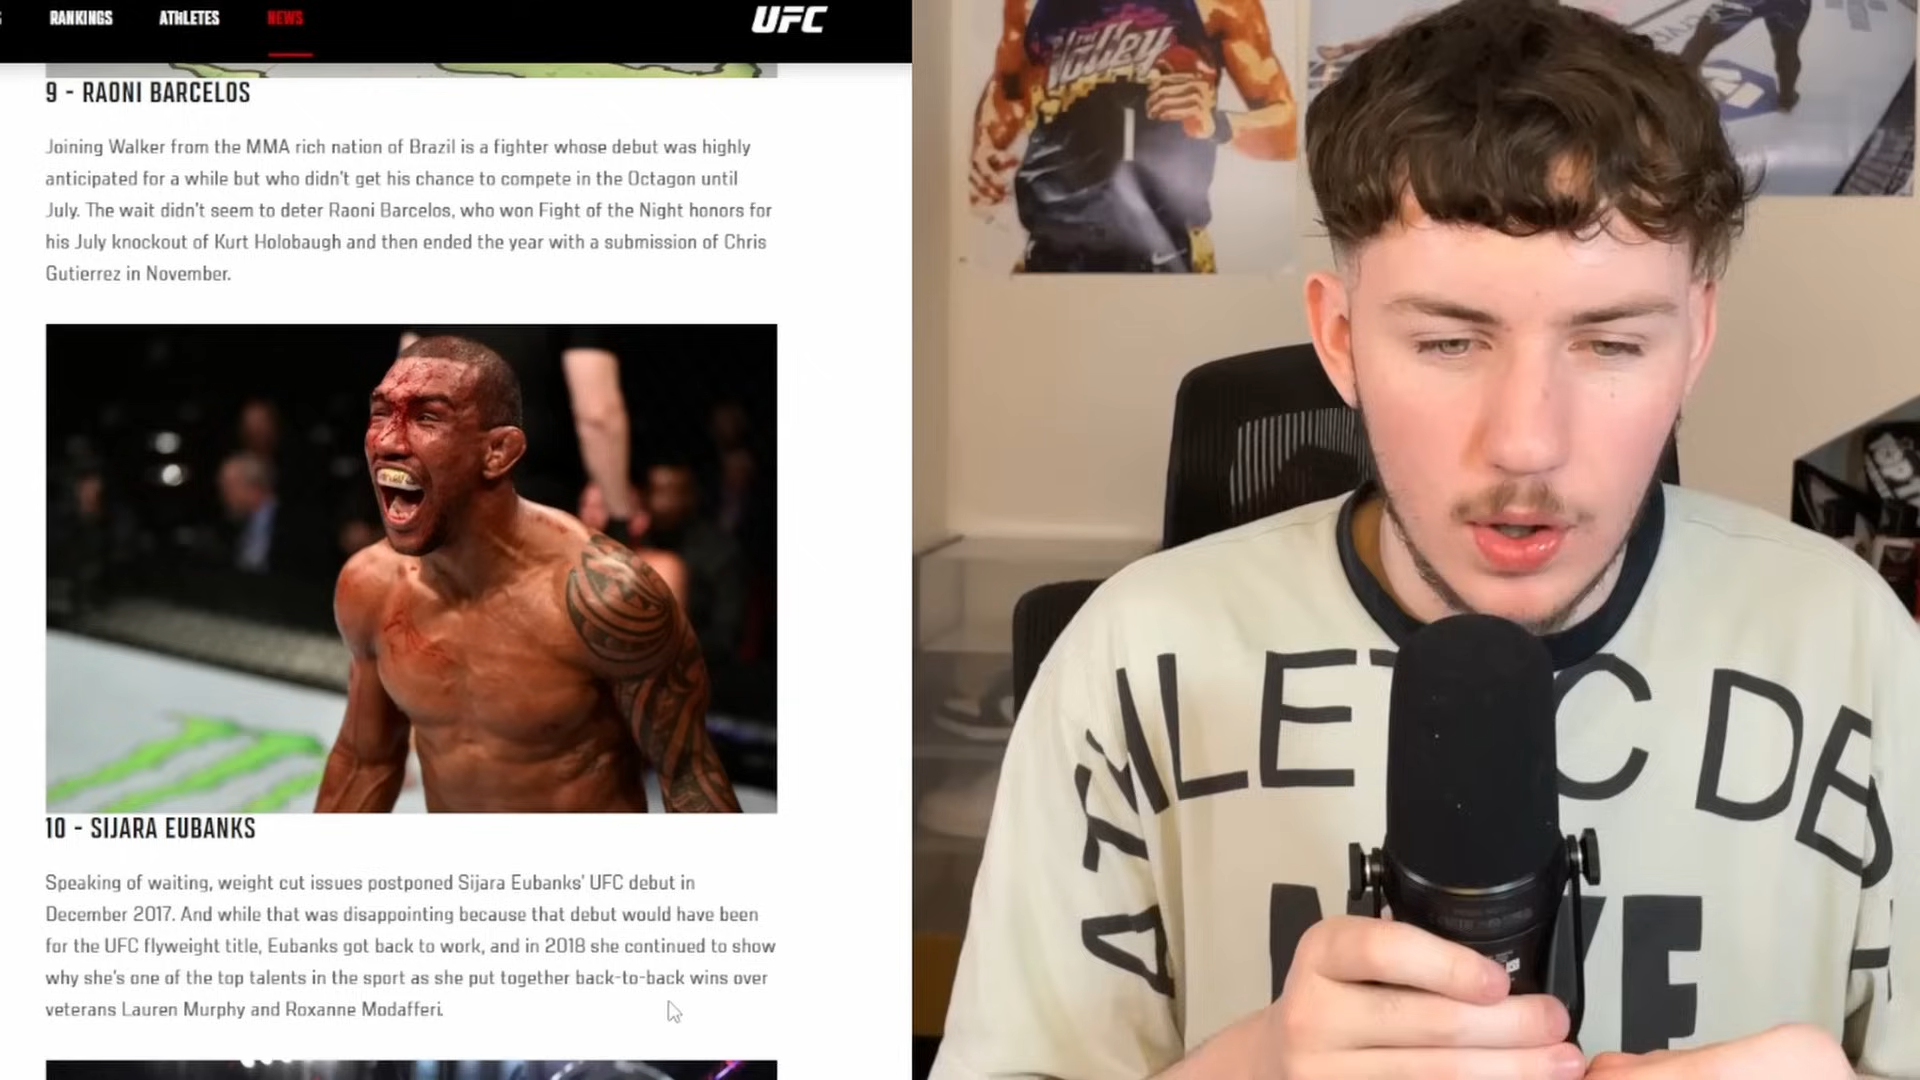 RANKINGS ATHLETES NEWS UFC
9 - RAONI BARCELOS
Joining Walker from the MMA rich nation of Brazil is a fighter whose debut was highly
anticipated for a while but who didn't get his chance to compete in the Octagon until
July. The wait didn't seem to deter Raoni Barcelos, who won Fight of the Night honors for
his July knockout of Kurt Holobaugh and then ended the year with a submission of Chris
Gutierrez in November.
10 - SIJARA EUBANKS
Speaking of waiting, weight cut issues postponed Sijara Eubanks' UFC debut in
December 2017. And while that was disappointing because that debut would have been
for the UFC flyweight title, Eubanks got back to work, and in 2018 she continued to show
why she's one of the top talents in the sport as she put together back-to-back wins over
veterans Lauren Murphy and Roxanne Modafferi.
The
Valley